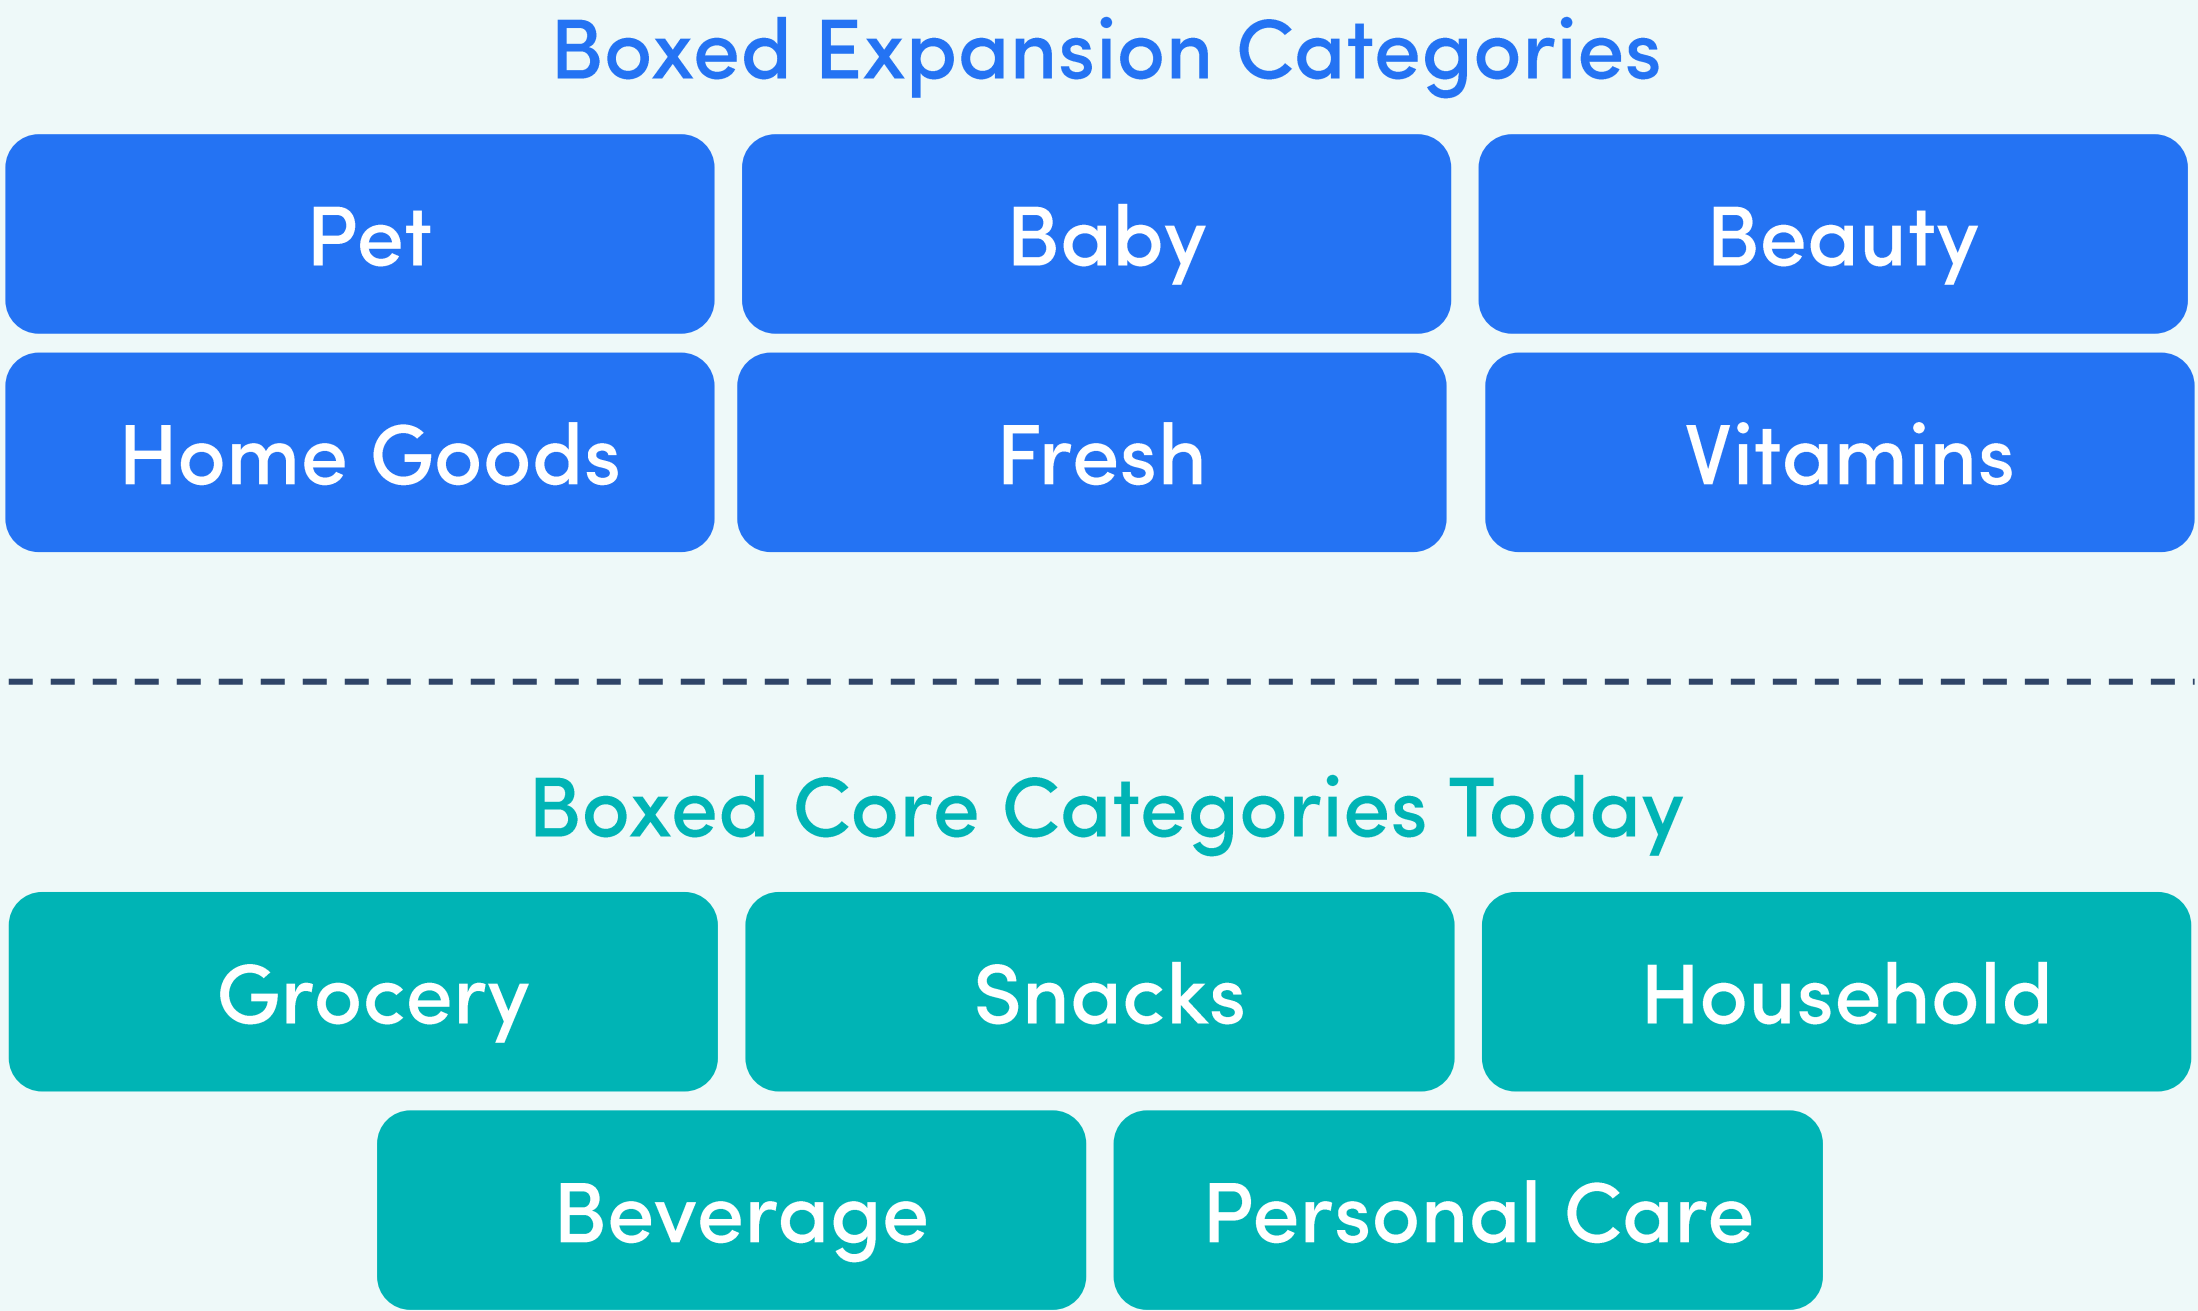 Boxed Expansion Categories
Pet
Baby
Beauty
Home Goods
Fresh
Vitamins
Boxed Core Categories Today
Grocery
Snacks
Household
Beverage
Personal Care